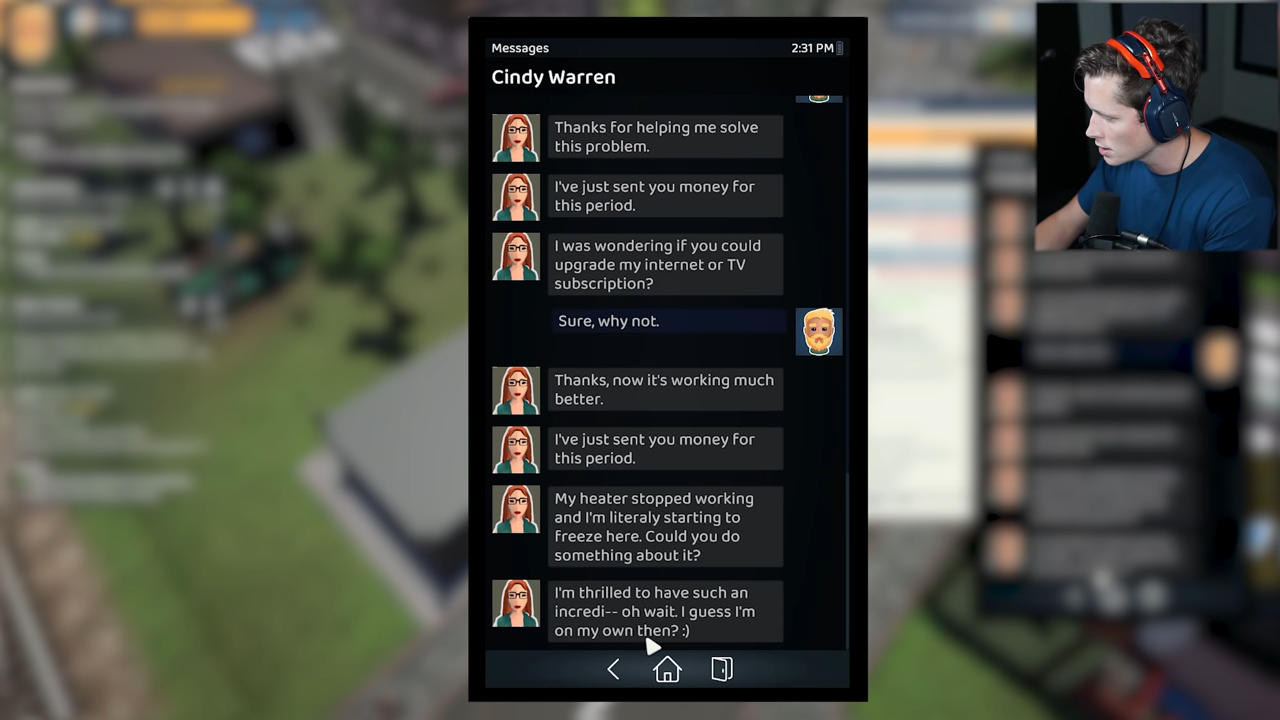 Messages
2:31 PM
Cindy Warren
Thanks for helping me solve
this problem.
I've just sent you money for
this period.
I was wondering if you could
upgrade my internet or TV
subscription?
Sure, why not.
Thanks, now it's working much
better.
I've just sent you money for
this period.
My heater stopped working
and I'm literaly starting to
freeze here. Could you do
something about it?
I'm thrilled to have such an
incredi-- oh wait. I guess I'm
on my own then? :)